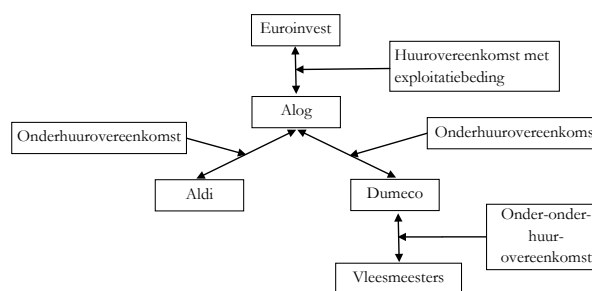 Euroinvest
Huurovereenkomst met
exploitatiebeding
Alog
Onderhuurovereenkomst
Onderhuurovereenkoms
Aldi
Dumeco
Onder-onder-
huur-
overeenkomst
Vleesmeesters